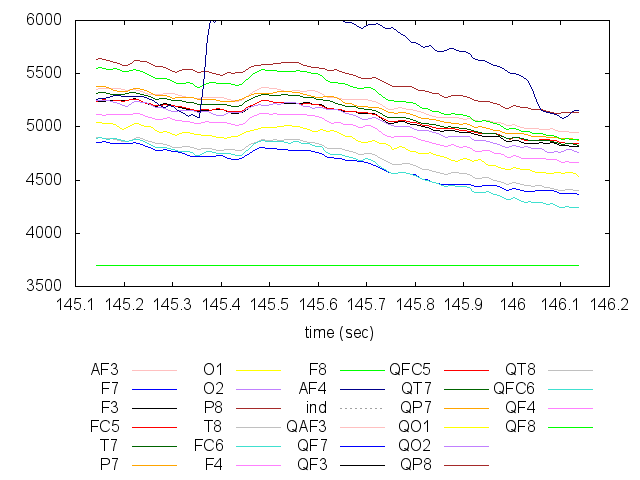 6000
5500
5000
4500
4000
3500
145.1 145.2 145.3 145.4 145.5 145.6 145.7 145.8 145.9 146 146.1 146.2
time (sec)
AF3 O1 F8 QFC5 QT8
F7 O2 AF4 QT7 QFC6
F3 P8 ind QP7 QF4
FC5 T8 QAF3 QO1 QF8
T7 FC6 QF7 QO2
P7 F4 QF3 QP8